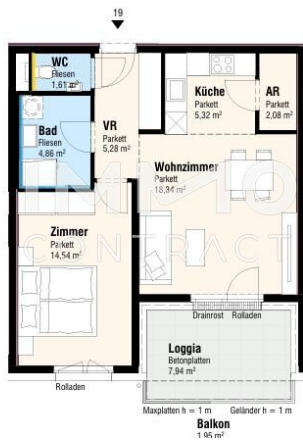 19
WC
Fliesen
1,61 m²
Küche
Parkett
5,32 m²
AR
Parkett
2,08 m²
Bad
Fliesen
4,86 m²
VR
Parkett
5,28 m²
Wohnzimmer
Parkett
18,34 m²
IMMO
CONTRACT
Zimmer
Parkett
14,54 m²
Drainrost Rolladen
Rolladen
Loggia
Betonplatten
7,94 m²
Maxplatten h = 1 m Geländer h = 1 m
Balkon
1,95 m²